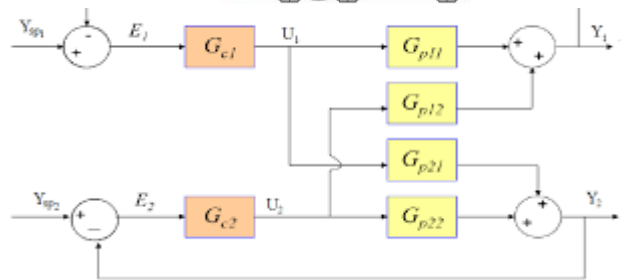 Y_sp1 + - E_1 G_c1 U_1 G_p11 + + Y_1
G_p12
G_p21
Y_sp2 + - E_2 G_c2 U_2 G_p22 + + Y_2